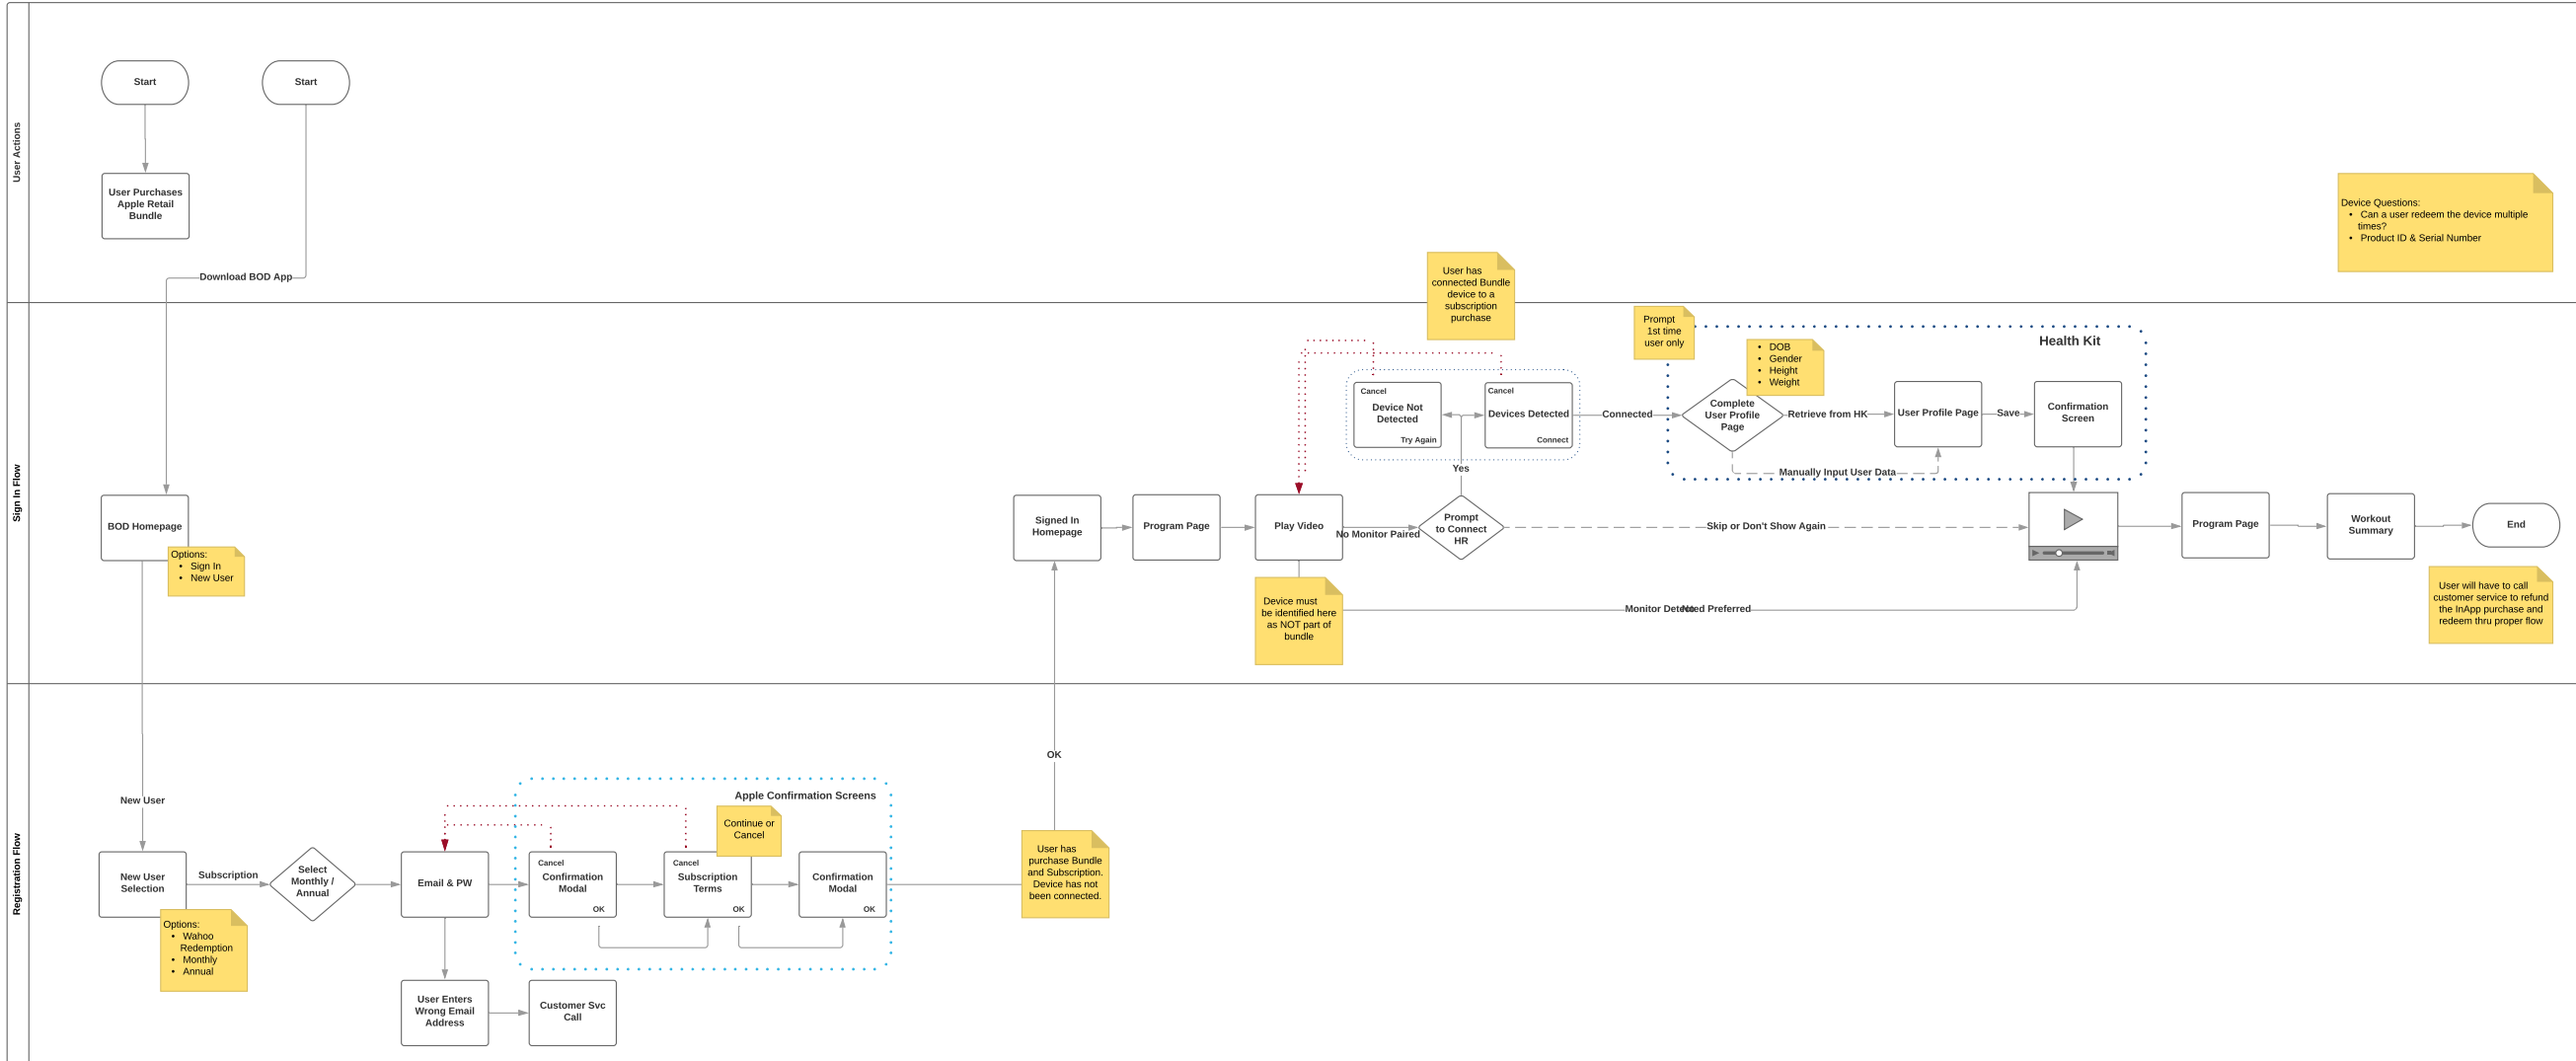 User Actions
Start
Start
User Purchases
Apple Retail
Bundle
Download BOD App
Device Questions:
• Can a user redeem the device multiple
times?
• Product ID & Serial Number
User has
connected Bundle
device to a
subscription
purchase
Sign In Flow
Prompt
1st time
user only
• DOB
• Gender
• Height
• Weight
Health Kit
Cancel
Device Not
Detected
Try Again
Cancel
Devices Detected
Connect
Connected
Complete
User Profile
Page
Retrieve from HK
User Profile Page
Save
Confirmation
Screen
Manually Input User Data
Yes
BOD Homepage
Options:
• Sign In
• New User
Signed In
Homepage
Program Page
Play Video
No Monitor Paired
Prompt
to Connect
HR
Skip or Don't Show Again
Program Page
Workout
Summary
End
Device must
be identified here
as NOT part of
bundle
Monitor Detected
Preferred
User will have to call
customer service to refund
the InApp purchase and
redeem thru proper flow
Registration Flow
OK
New User
Apple Confirmation Screens
Continue or
Cancel
New User
Selection
Subscription
Select
Monthly /
Annual
Email & PW
Cancel
Confirmation
Modal
OK
Cancel
Subscription
Terms
OK
Confirmation
Modal
OK
User has
purchase Bundle
and Subscription.
Device has not
been connected.
Options:
• Wahoo
Redemption
• Monthly
• Annual
User Enters
Wrong Email
Address
Customer Svc
Call